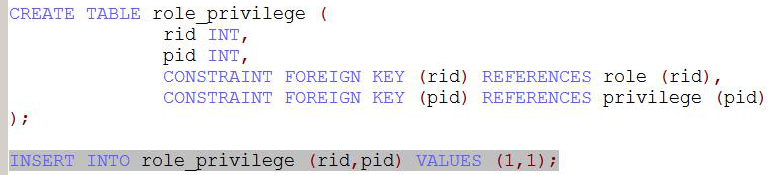 CREATE TABLE role_privilege (
rid INT,
pid INT,
CONSTRAINT FOREIGN KEY (rid) REFERENCES role (rid),
CONSTRAINT FOREIGN KEY (pid) REFERENCES privilege (pid)
);
INSERT INTO role_privilege (rid,pid) VALUES (1,1);